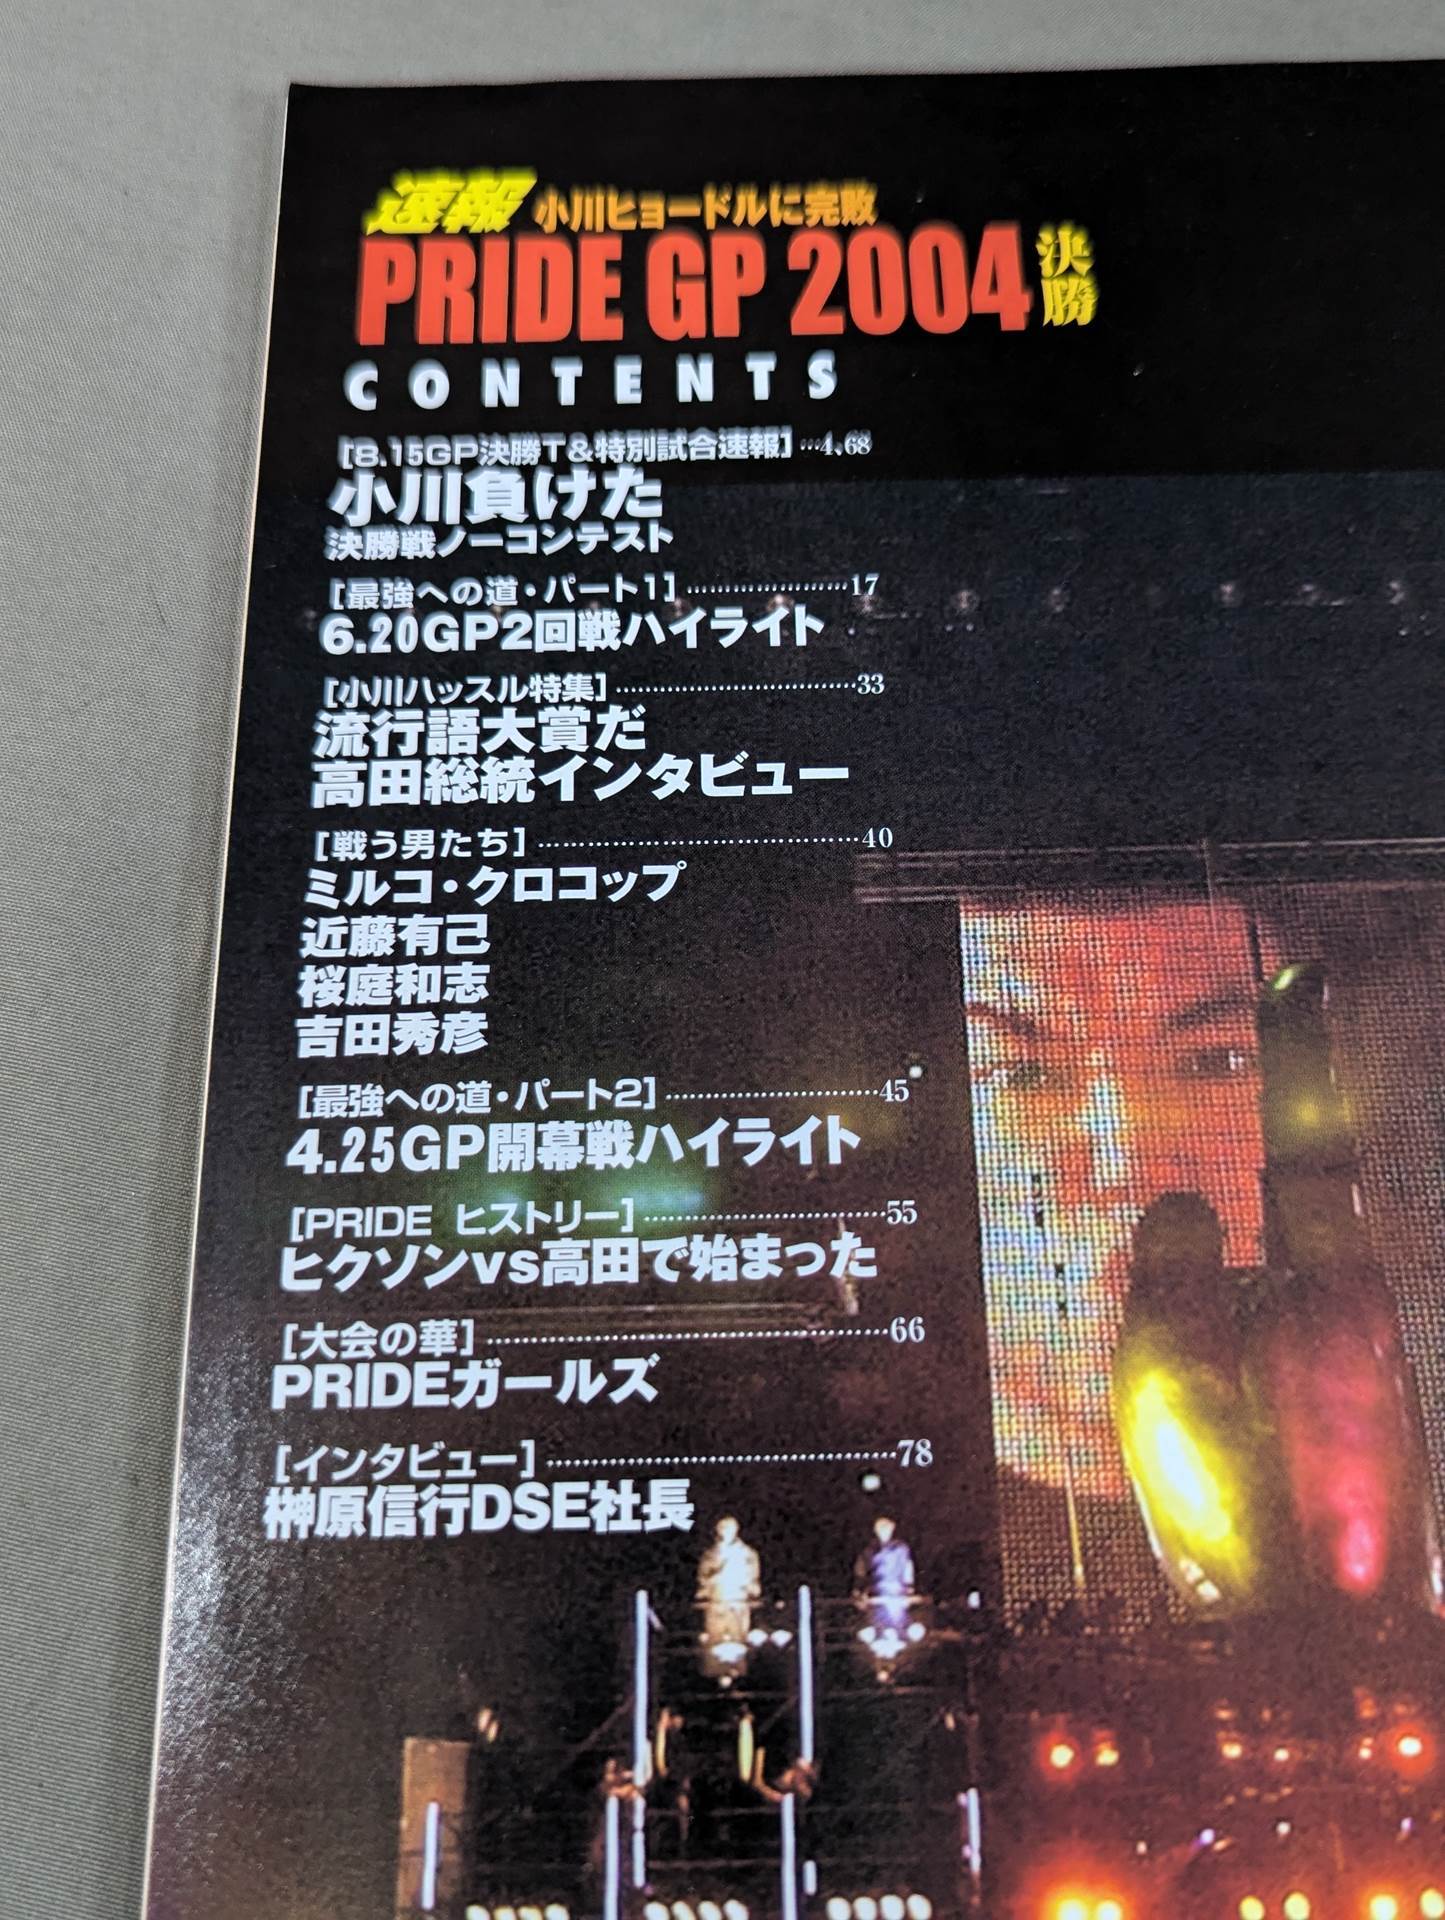 速報 小川ヒョードルに完敗
PRIDE GP 2004 決勝
CONTENTS
[8.15GP決勝T&特別試合速報]…4、68
小川負けた
決勝戦ノーコンテスト
[最強への道・パート1]…………………17
6.20GP2回戦ハイライト
[小川ハッスル特集]……………………………33
流行語大賞だ
高田総統インタビュー
[戦う男たち]………………………………40
ミルコ・クロコップ
近藤有己
桜庭和志
吉田秀彦
[最強への道・パート2]………………………45
4.25GP開幕戦ハイライト
[PRIDE ヒストリー]…………………………55
ヒクソンvs高田で始まった
[大会の華]……………………………………66
PRIDEガールズ
[インタビュー]………………………………78
榊原信行DSE社長